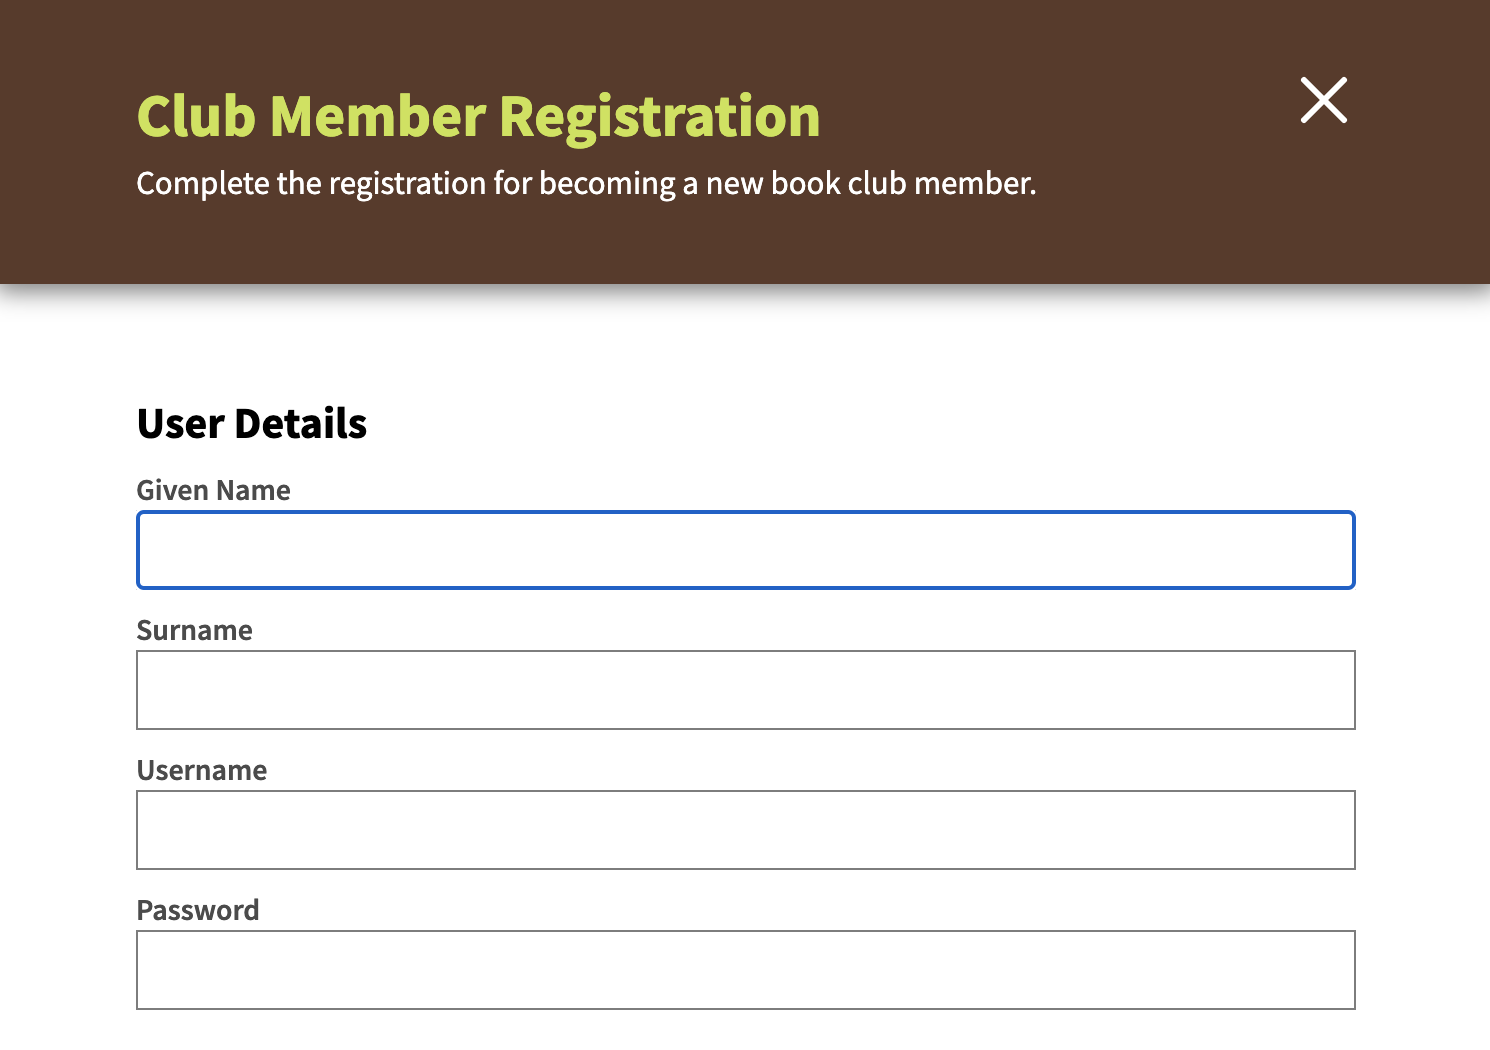 Club Member Registration
Complete the registration for becoming a new book club member.
User Details
Given Name
Surname
Username
Password